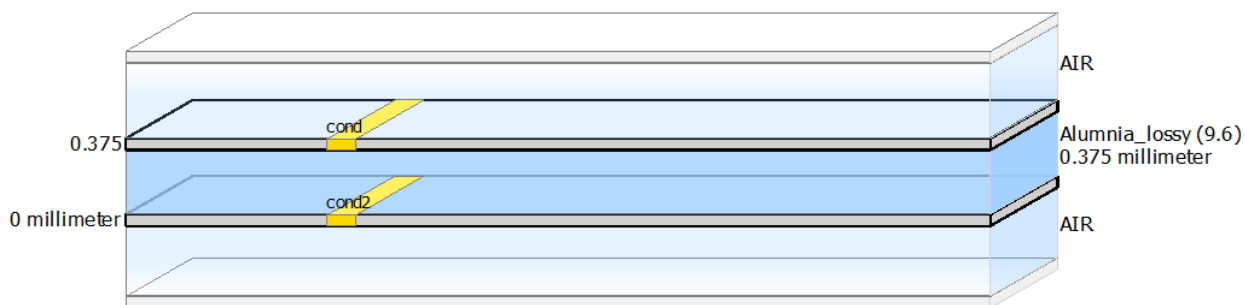 AIR
cond
0.375
Alumnia_lossy (9.6)
0.375 millimeter
cond2
0 millimeter
AIR